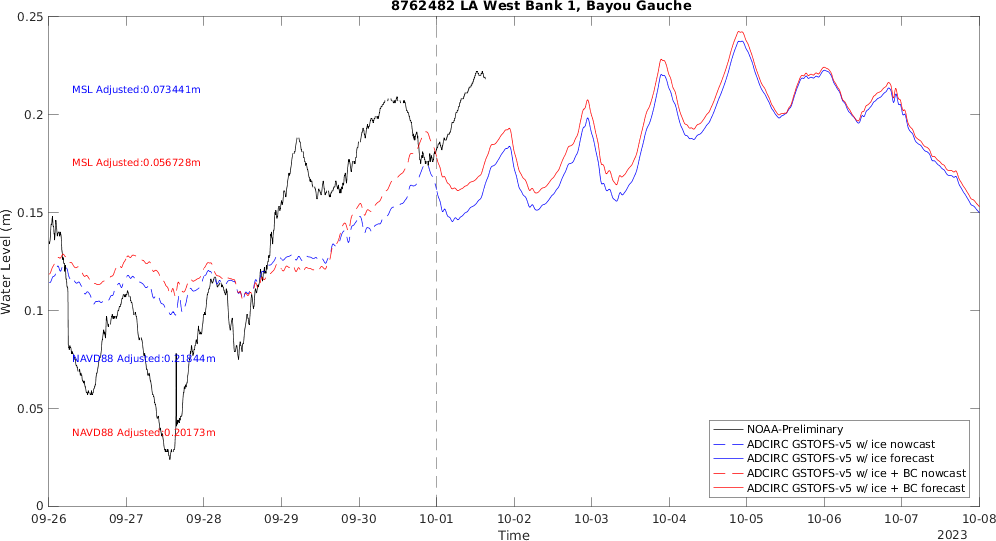 8762482 LA West Bank 1, Bayou Gauche
0.25
0.2
0.15
0.1
0.05
0
Water Level (m)
MSL Adjusted:0.073441m
MSL Adjusted:0.056728m
NAVD88 Adjusted:0.21844m
NAVD88 Adjusted:0.20173m
NOAA-Preliminary
ADCIRC GSTOFS-v5 w/ ice nowcast
ADCIRC GSTOFS-v5 w/ ice forecast
ADCIRC GSTOFS-v5 w/ ice + BC nowcast
ADCIRC GSTOFS-v5 w/ ice + BC forecast
09-26 09-27 09-28 09-29 09-30 10-01 10-02 10-03 10-04 10-05 10-06 10-07 10-08
Time
2023